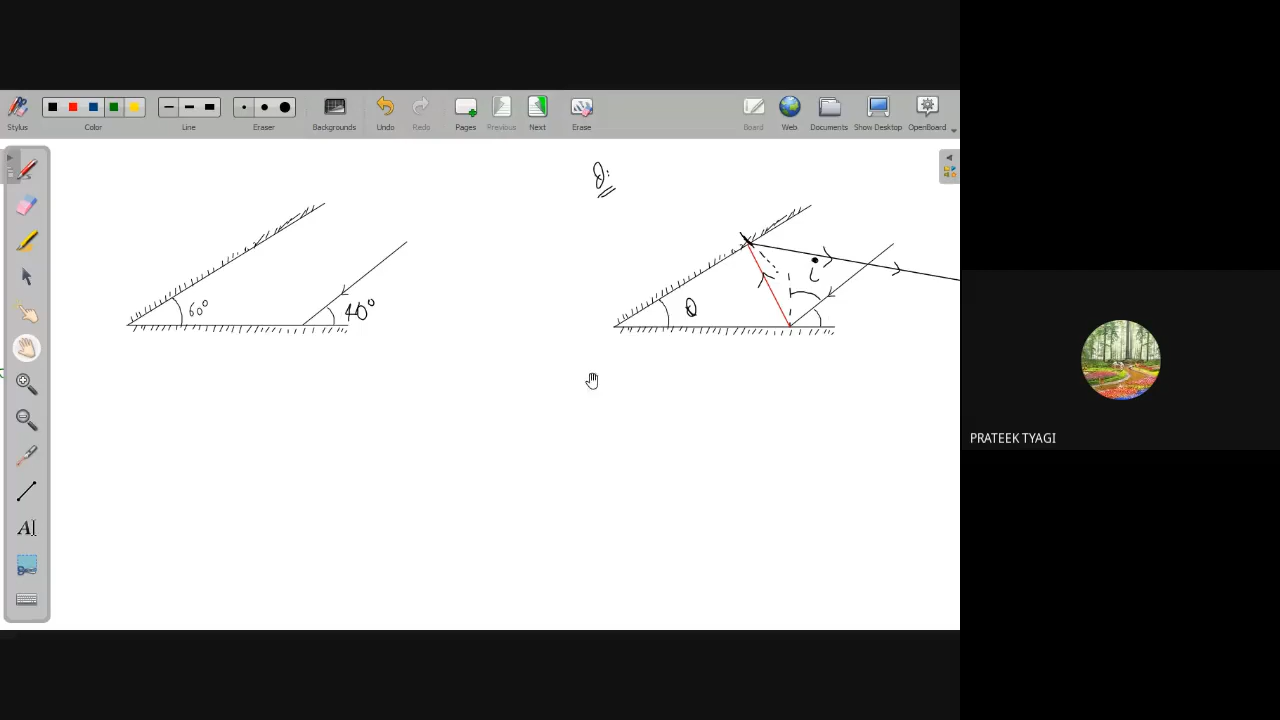 Stylus
Color
Line
Eraser
Backgrounds
Undo
Redo
Pages
Previous
Next
Erase
Board
Web
Documents
Show Desktop
OpenBoard
Q:
60°
40°
θ
i
A
PRATEEK TYAGI